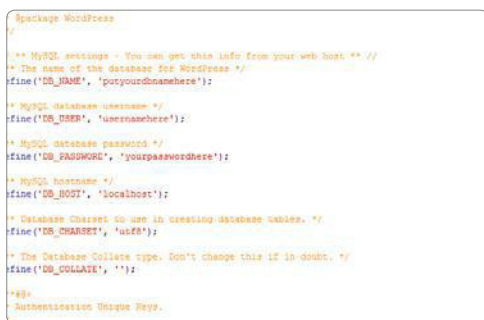 @package WordPress
*/
** MySQL settings - You can get this info from your web host ** //
** The name of the database for WordPress */
efine('DB_NAME', 'putyourdbnamehere');
** MySQL database username */
efine('DB_USER', 'usernamehere');
** MySQL database password */
efine('DB_PASSWORD', 'yourpasswordhere');
** MySQL hostname */
efine('DB_HOST', 'localhost');
** Database Charset to use in creating database tables. */
efine('DB_CHARSET', 'utf8');
** The Database Collate type. Don't change this if in doubt. */
efine('DB_COLLATE', '');
**#@+
* Authentication Unique Keys.